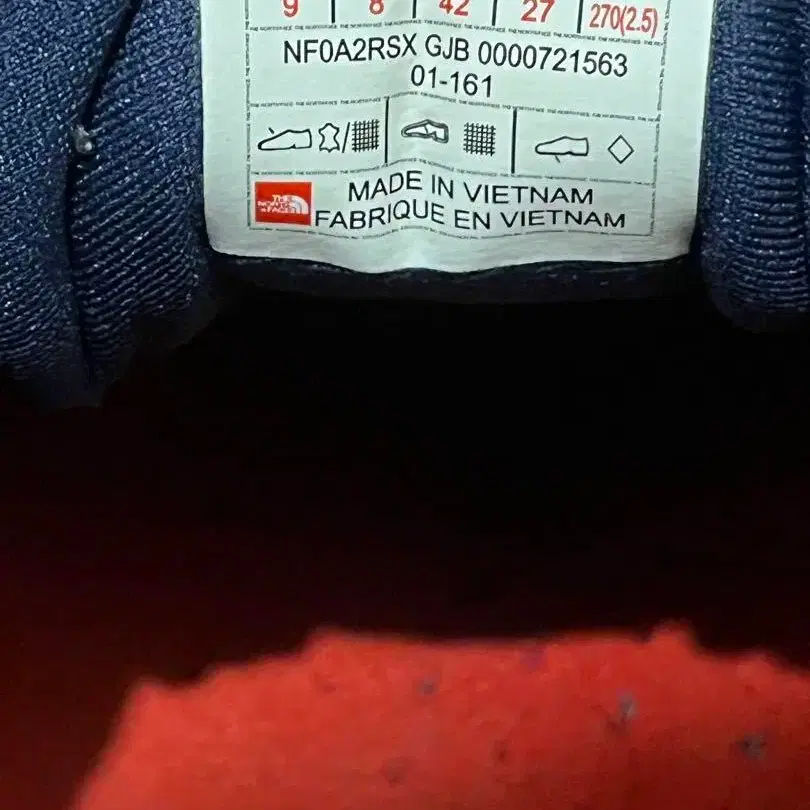 9 8 42 27 270(2.5)
NF0A2RSX GJB 0000721563
01-161
MADE IN VIETNAM
THE NORTH FACE
FABRIQUE EN VIETNAM